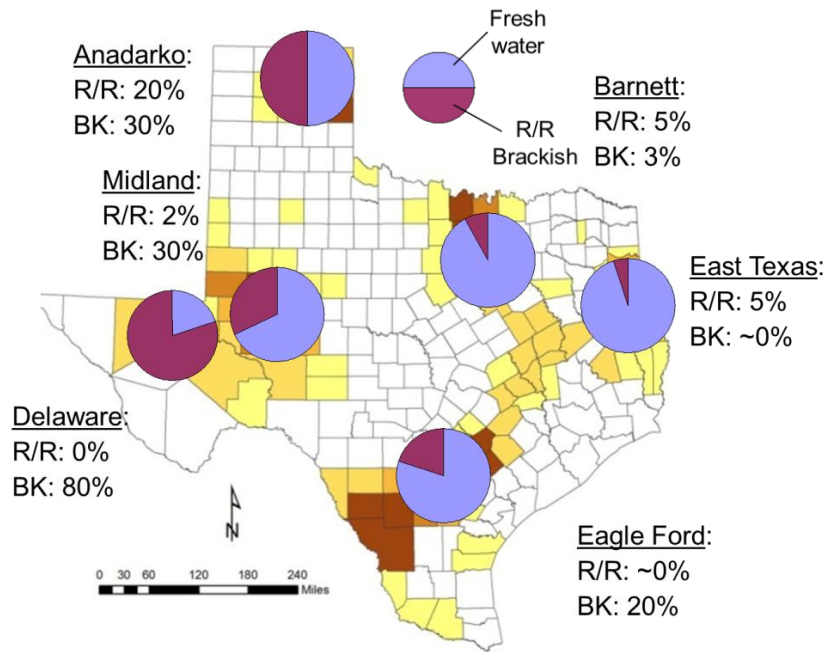 Fresh
water
Anadarko:
R/R: 20%
BK: 30%
R/R
Brackish
Barnett:
R/R: 5%
BK: 3%
Midland:
R/R: 2%
BK: 30%
East Texas:
R/R: 5%
BK: ~0%
Delaware:
R/R: 0%
BK: 80%
Eagle Ford:
R/R: ~0%
BK: 20%
N
0 30 60 120 180 240
Miles